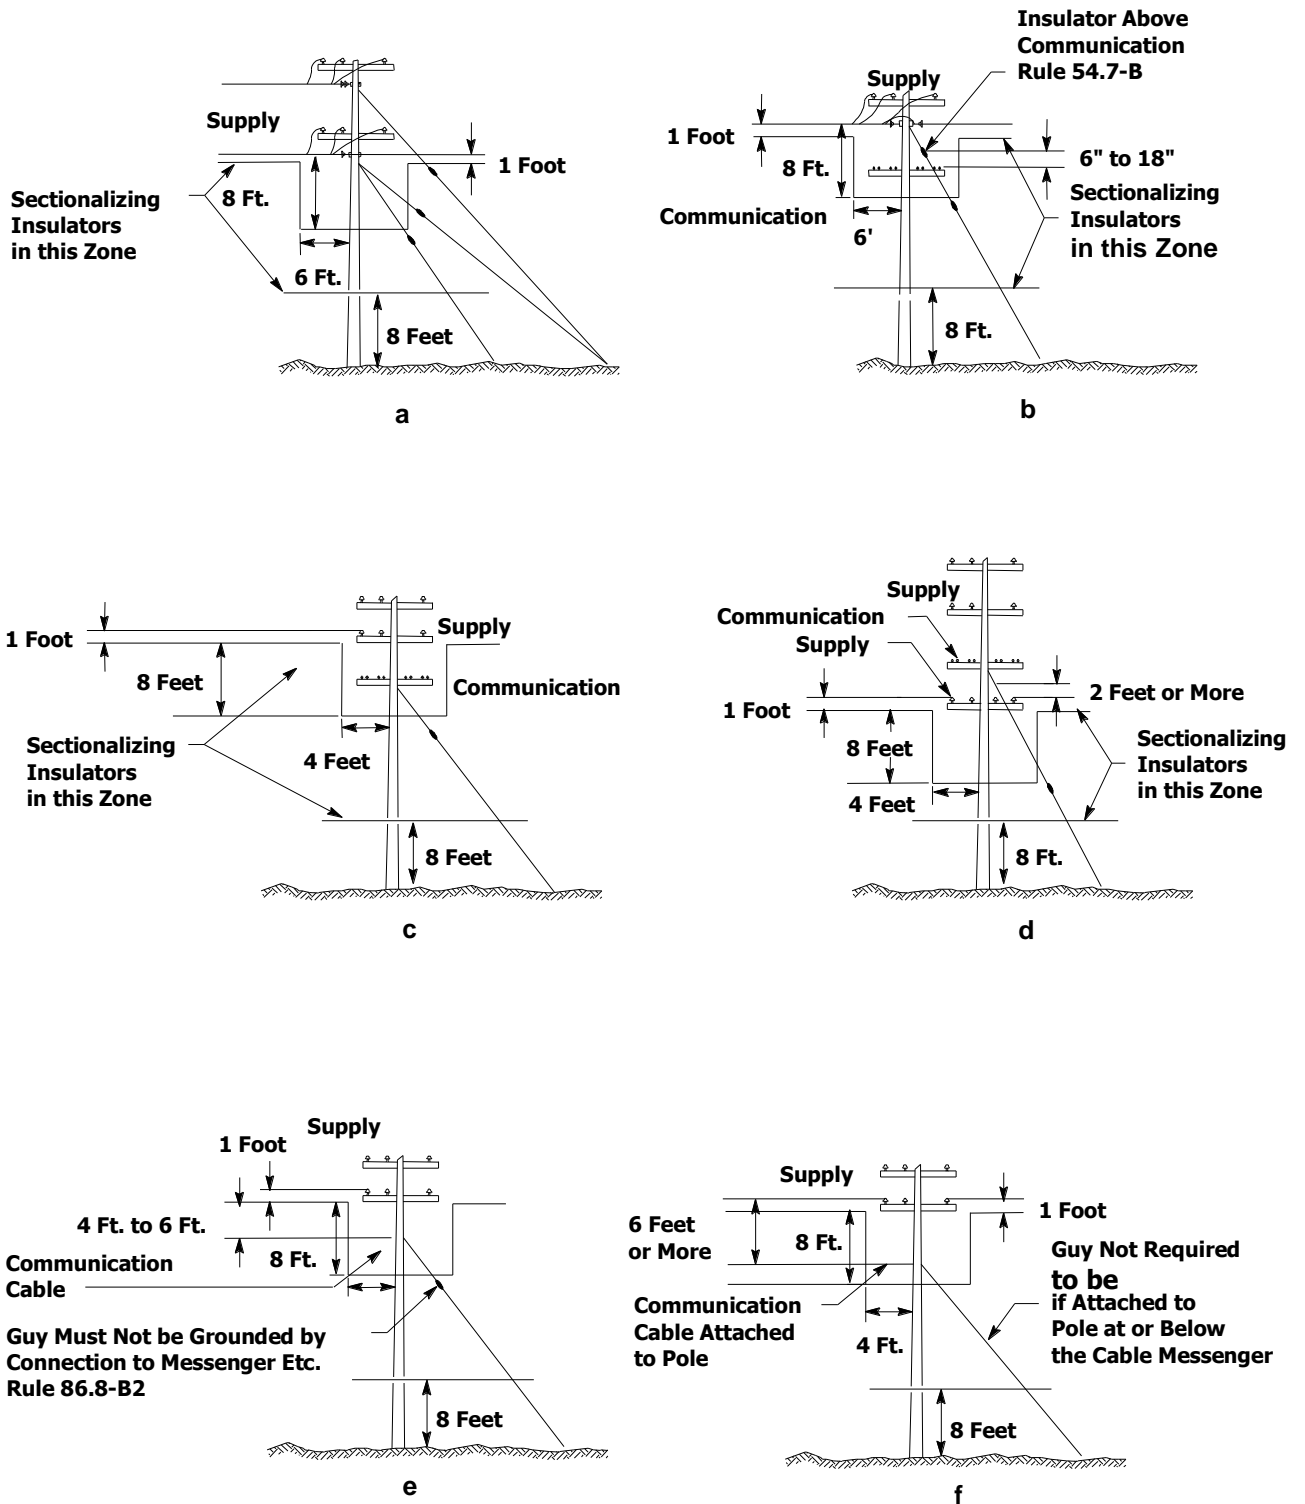 Supply
1 Foot
8 Ft.
Sectionalizing
Insulators
in this Zone
6 Ft.
8 Feet
a
Insulator Above
Communication
Rule 54.7-B
Supply
1 Foot
8 Ft.
6" to 18"
Sectionalizing
Insulators
in this Zone
Communication
6'
8 Ft.
b
1 Foot
Supply
8 Feet
Communication
Sectionalizing
Insulators
in this Zone
4 Feet
8 Feet
c
Supply
Communication
Supply
2 Feet or More
1 Foot
8 Feet
Sectionalizing
Insulators
in this Zone
4 Feet
8 Ft.
d
Supply
1 Foot
4 Ft. to 6 Ft.
8 Ft.
Communication
Cable
Guy Must Not be Grounded by
Connection to Messenger Etc.
Rule 86.8-B2
8 Feet
e
Supply
6 Feet
or More
8 Ft.
1 Foot
Guy Not Required
to be
if Attached to
Pole at or Below
the Cable Messenger
Communication
Cable Attached
to Pole
4 Ft.
8 Feet
f